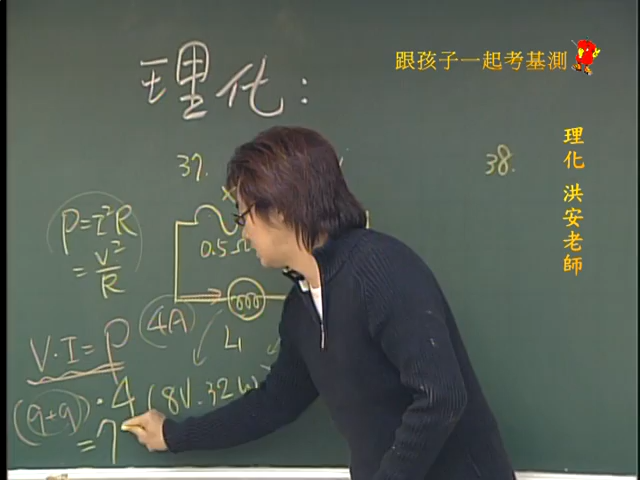 跟孩子一起考基測
理化:
理化 洪安老師
37.
38.
P=i²R
=V²/R
0.5Ω
4A
L
V·I=P
(9+9)·4
(8V.32W)
=7